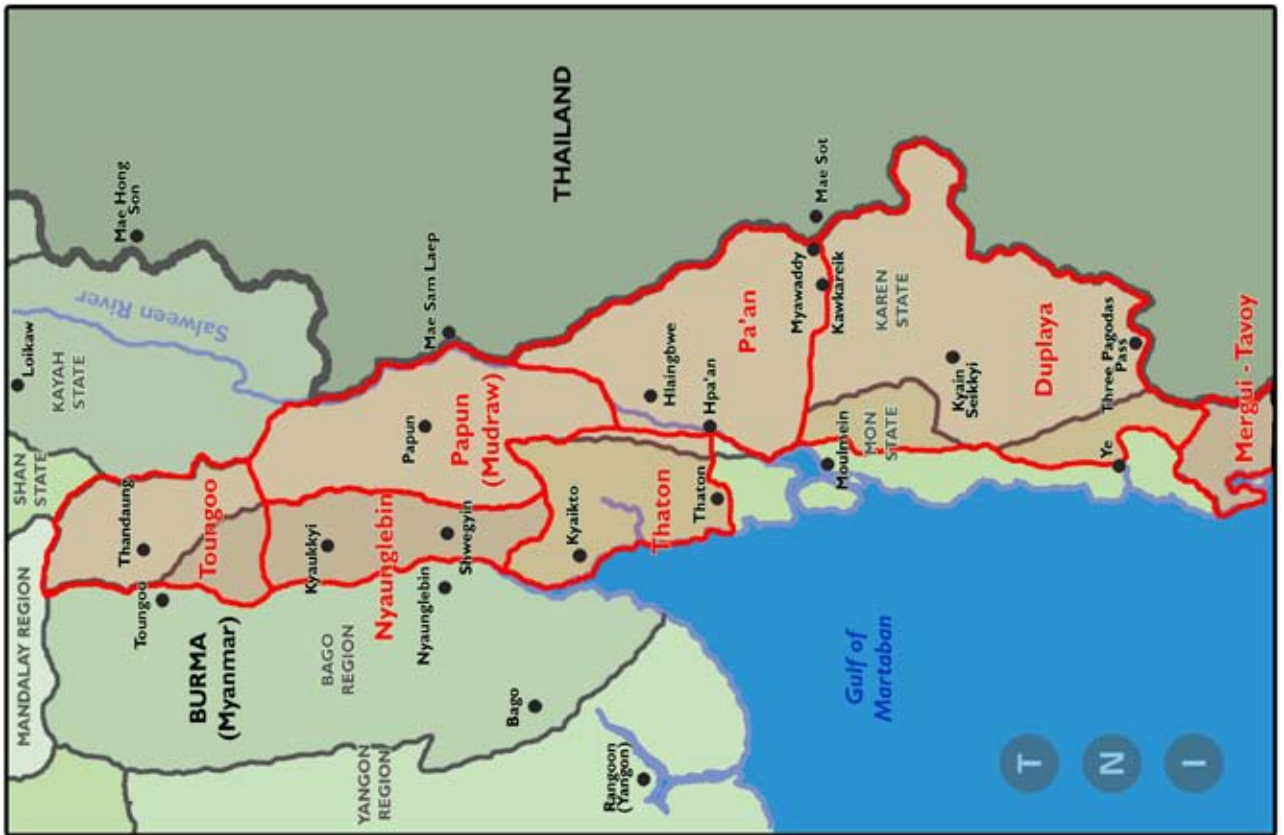 MANDALAY REGION
SHAN
STATE
Loikaw
KAYAH
STATE
Salween River
Mae Hong
Son
Thandaung
Toungoo
Toungoo
BURMA
(Myanmar)
Kyaukkyi
BAGO
REGION
Nyaunglebin
Nyaunglebin
Shwegyin
Papun
Papun
(Mudraw)
Mae Sam Laep
THAILAND
YANGON
REGION
Bago
Rangoon
(Yangon)
Kyaikto
Thaton
Thaton
Hlaingbwe
Hpa'an
Pa'an
Myawaddy
Mae Sot
Kawkareik
KAREN
STATE
Moulmein
MON
STATE
Gulf of
Martaban
Kyain
Seikkyi
Duplaya
Three Pagodas
Pass
Ye
Mergui - Tavoy
T
N
I